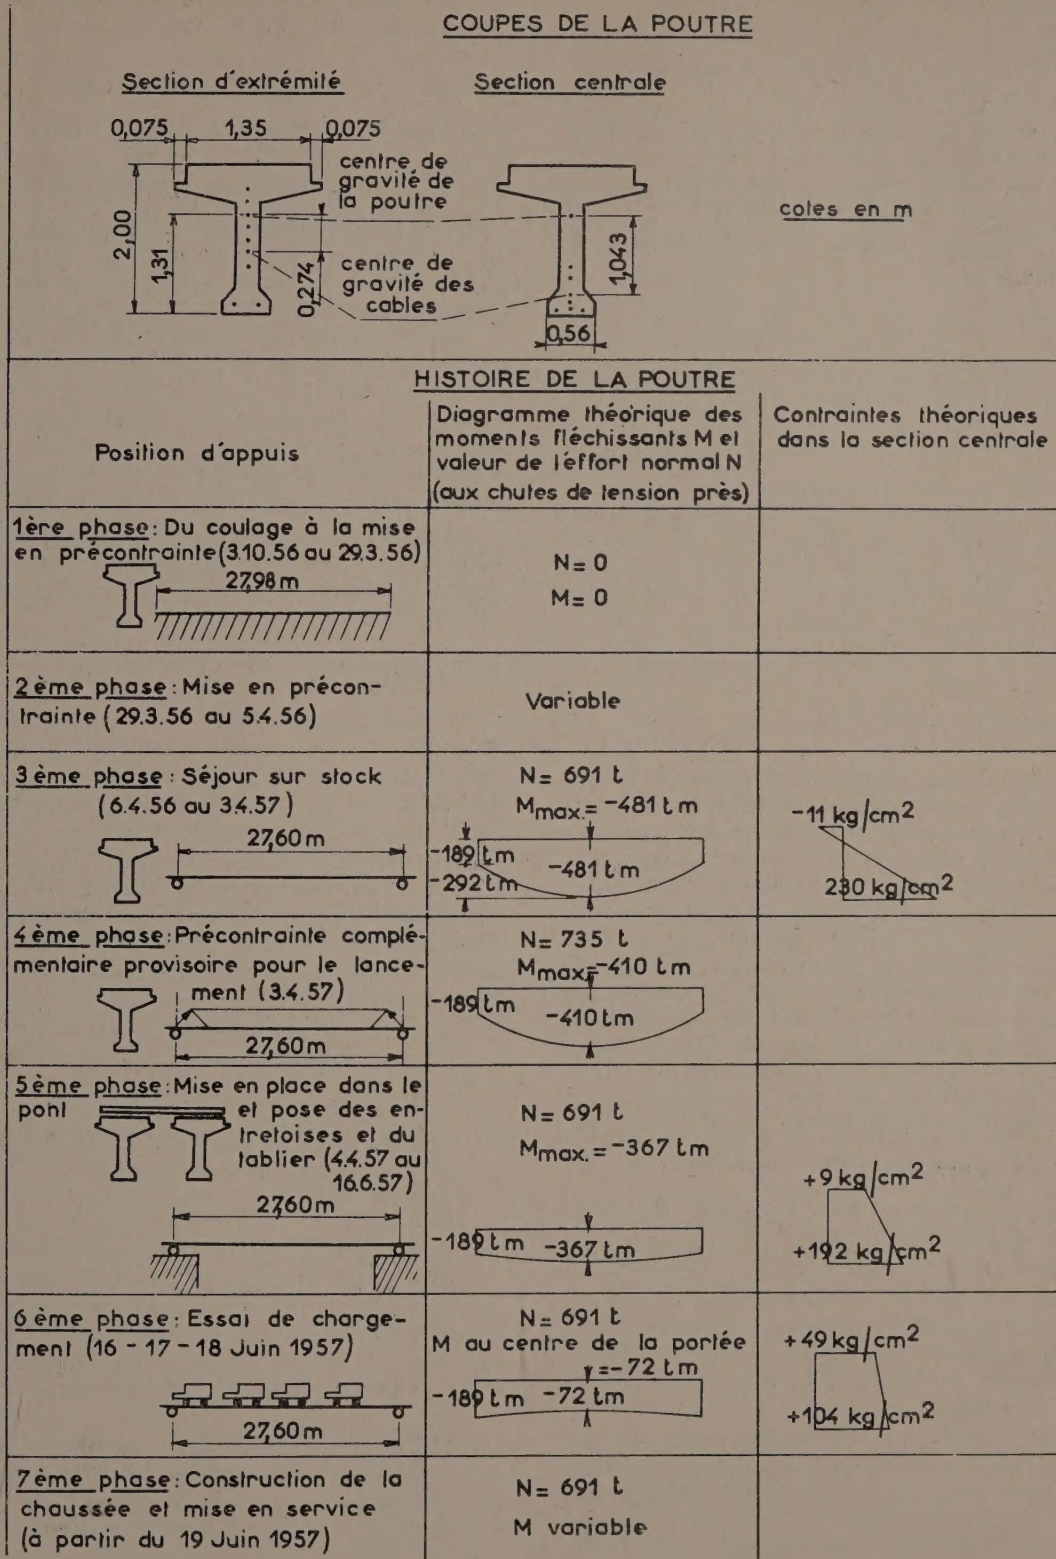 COUPES DE LA POUTRE
Section d'extrémité
Section centrale
0,075
1,35
0,075
centre de
gravité de
la poutre
2,00
1,31
0,274
centre de
gravité des
cables
1,043
0,56
cotes en m
HISTOIRE DE LA POUTRE
Position d'appuis
Diagramme théorique des
moments fléchissants M et
valeur de l'éffort normal N
(aux chutes de tension près)
Contraintes théoriques
dans la section centrale
1ère phase: Du coulage à la mise
en précontrainte (3.10.56 au 29.3.56)
27,98 m
N = 0
M = 0
2 ème phase: Mise en précon-
trainte (29.3.56 au 5.4.56)
Variable
3 ème phase: Séjour sur stock
(6.4.56 au 3.4.57)
27,60 m
N = 691 t
Mmax. = -481 t m
-189 t m
-292 t m
-481 t m
-11 kg/cm2
230 kg/cm2
4 ème phase: Précontrainte complé-
mentaire provisoire pour le lance-
ment (3.4.57)
27,60 m
N = 735 t
Mmax = -410 t m
-189 t m
-410 t m
5ème phase: Mise en place dans le
pont et pose des en-
tretoises et du
tablier (4.4.57 au
16.6.57)
27,60 m
N = 691 t
Mmax. = -367 t m
-189 t m
-367 t m
+9 kg/cm2
+192 kg/cm2
6 ème phase: Essai de charge-
ment (16 - 17 - 18 Juin 1957)
27,60 m
N = 691 t
M au centre de la portée
= - 72 t m
-189 t m
-72 t m
+49 kg/cm2
+104 kg/cm2
7ème phase: Construction de la
chaussée et mise en service
(à partir du 19 Juin 1957)
N = 691 t
M variable